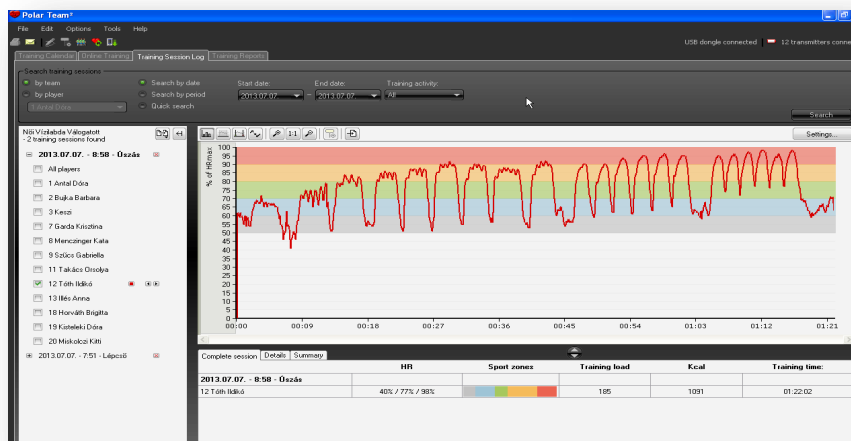 Polar Team²
File Edit Options Tools Help
USB dongle connected 12 transmitters conne
Training Calendar Online Training Training Session Log Training Reports
Search training sessions
by team Search by date Start date: End date: Training activity:
by player Search by period 2013.07.07. - 2013.07.07. All
1 Antal Dóra Quick search
Search
Női Vízilabda Válogatott
- 2 training sessions found
1:1
Settings...
2013.07.07. - 8:58 - Úszás
All players
1 Antal Dóra
2 Bujka Barbara
3 Keszi
7 Garda Krisztina
8 Menczinger Kata
9 Szücs Gabriella
11 Takács Orsolya
12 Tóth Ildikó
13 Illés Anna
18 Horváth Brigitta
19 Kisteleki Dóra
20 Miskolczi Kitti
2013.07.07. - 7:51 - Lépcső
% of HRmax
100
95
90
85
80
75
70
65
60
55
50
45
40
35
30
25
20
15
10
5
0
00:00 00:09 00:18 00:27 00:36 00:45 00:54 01:03 01:12 01:21
Complete session Details Summary
HR Sport zones Training load Kcal Training time:
2013.07.07. - 8:58 - Úszás
12 Tóth Ildikó 40% / 77% / 98% 185 1091 01:22:02